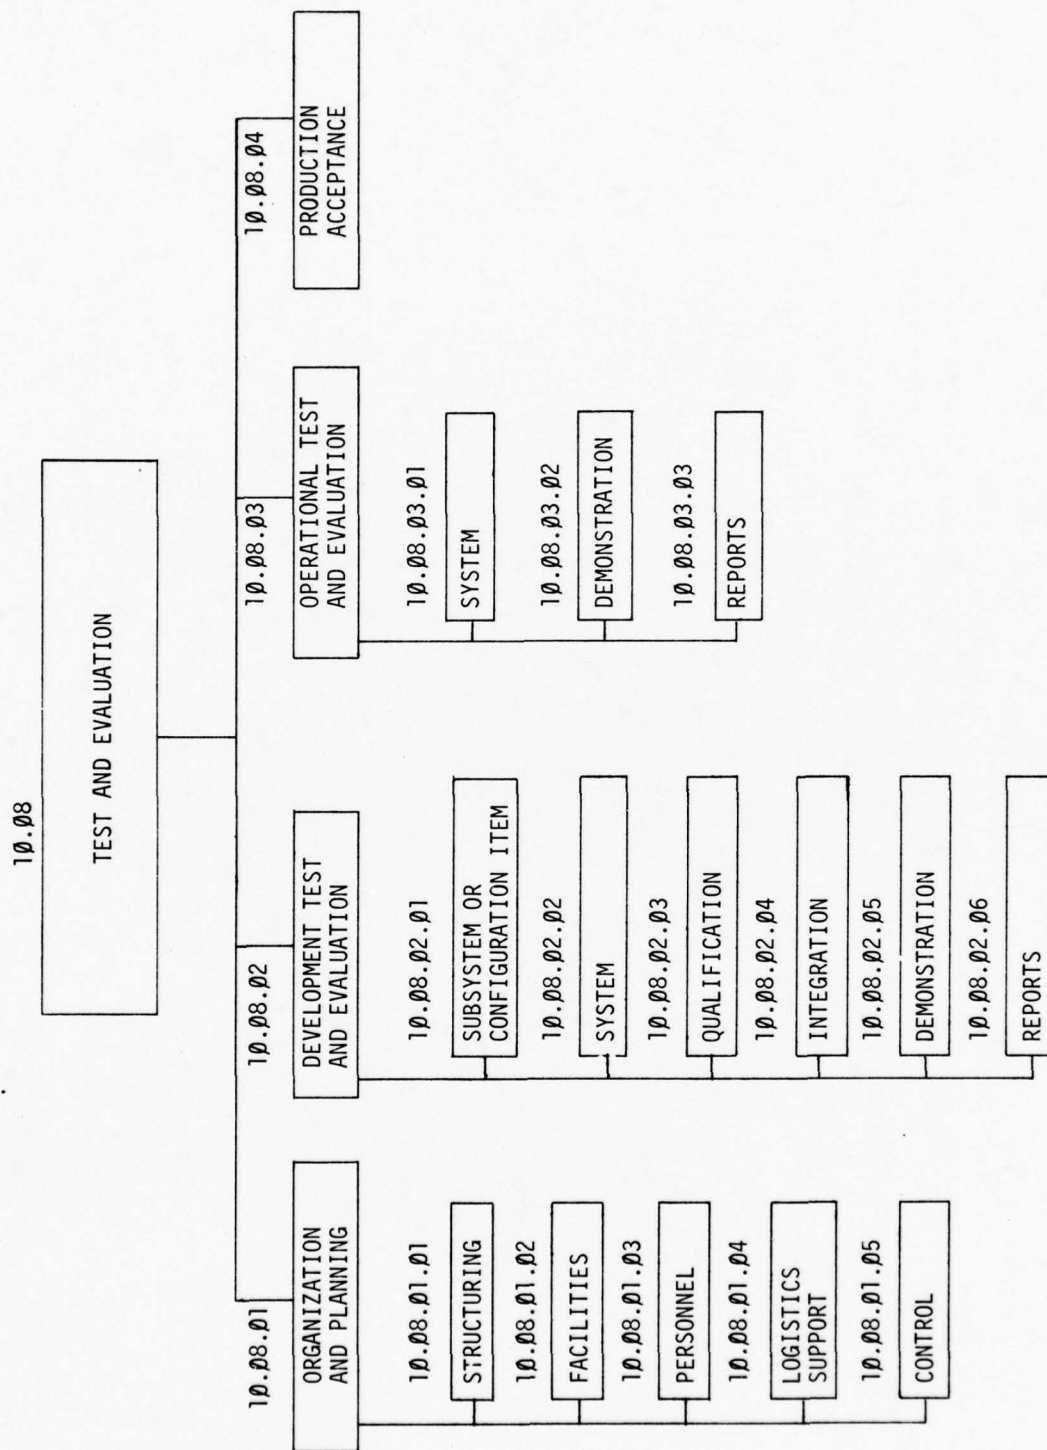 10.08
TEST AND EVALUATION
10.08.01
ORGANIZATION
AND PLANNING
10.08.01.01
STRUCTURING
10.08.01.02
FACILITIES
10.08.01.03
PERSONNEL
10.08.01.04
LOGISTICS
SUPPORT
10.08.01.05
CONTROL
10.08.02
DEVELOPMENT TEST
AND EVALUATION
10.08.02.01
SUBSYSTEM OR
CONFIGURATION ITEM
10.08.02.02
SYSTEM
10.08.02.03
QUALIFICATION
10.08.02.04
INTEGRATION
10.08.02.05
DEMONSTRATION
10.08.02.06
REPORTS
10.08.03
OPERATIONAL TEST
AND EVALUATION
10.08.03.01
SYSTEM
10.08.03.02
DEMONSTRATION
10.08.03.03
REPORTS
10.08.04
PRODUCTION
ACCEPTANCE